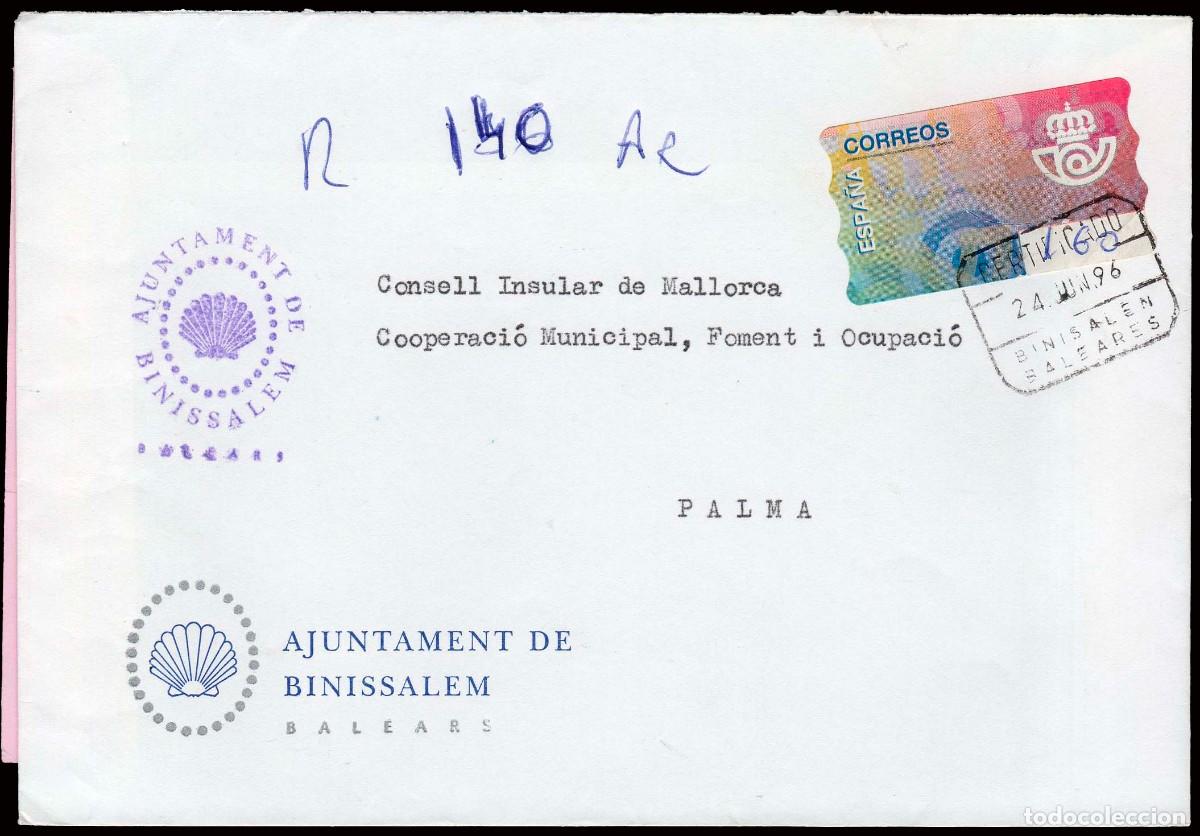 R 140 Ar
CORREOS
ESPAÑA
160
CERTIFICADO
24.JUN.96
BINISALEN
BALEARES
AJUNTAMENT DE
BINISSALEM
BALEARS
Consell Insular de Mallorca
Cooperació Municipal, Foment i Ocupació
PALMA
AJUNTAMENT DE
BINISSALEM
BALEARS
todocoleccion